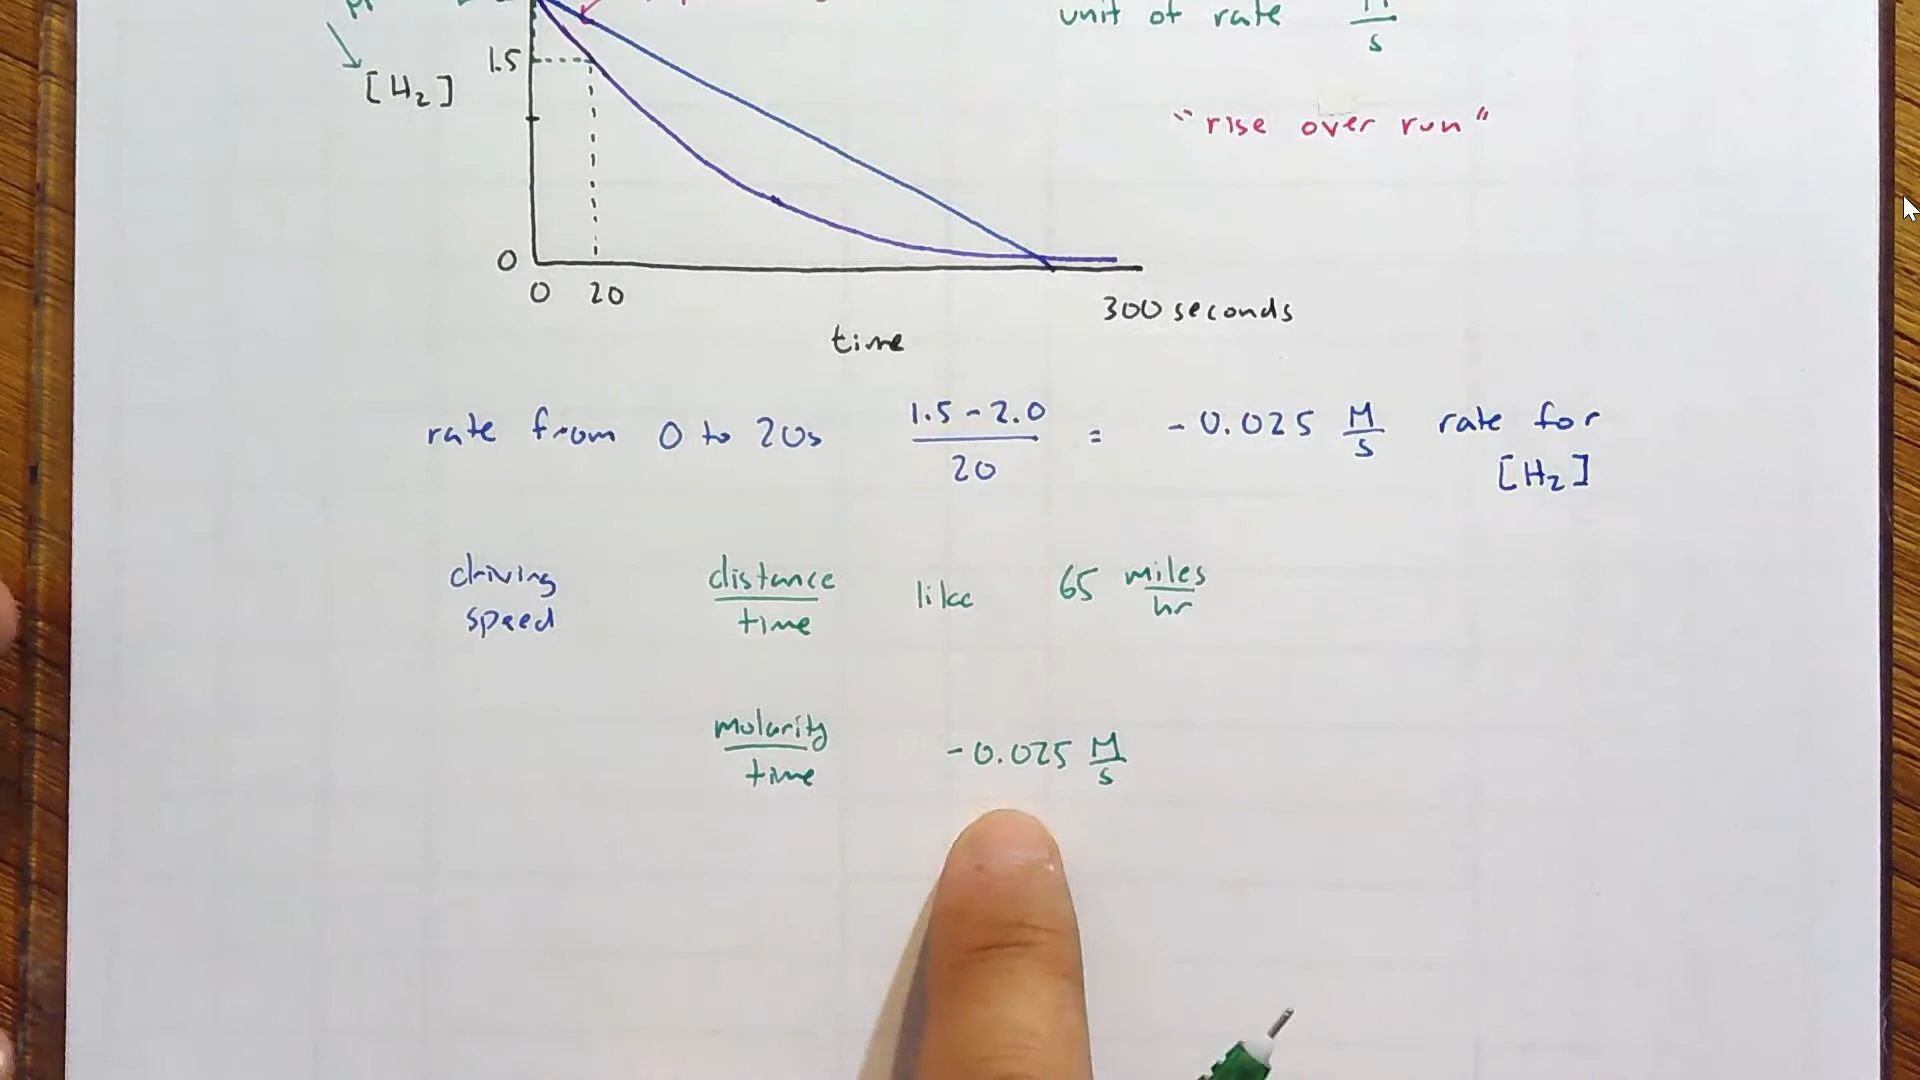 unit of rate M/s
1.5
[H₂]
"rise over run"
0
0 20
300 seconds
time
rate from 0 to 20s (1.5 - 2.0)/20 = -0.025 M/s rate for
[H₂]
driving speed distance/time like 65 miles/hr
molarity/time -0.025 M/s